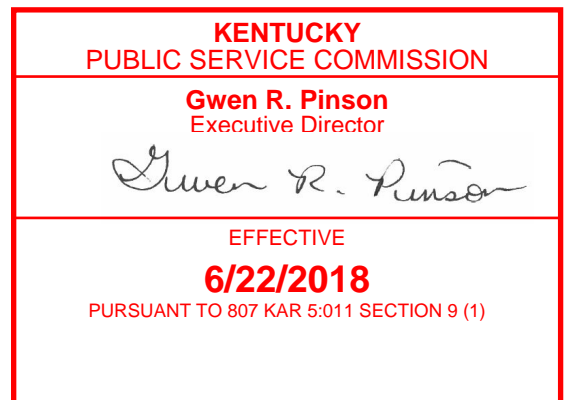 KENTUCKY
PUBLIC SERVICE COMMISSION
Gwen R. Pinson
Executive Director
Gwen R. Pinson
EFFECTIVE
6/22/2018
PURSUANT TO 807 KAR 5:011 SECTION 9 (1)